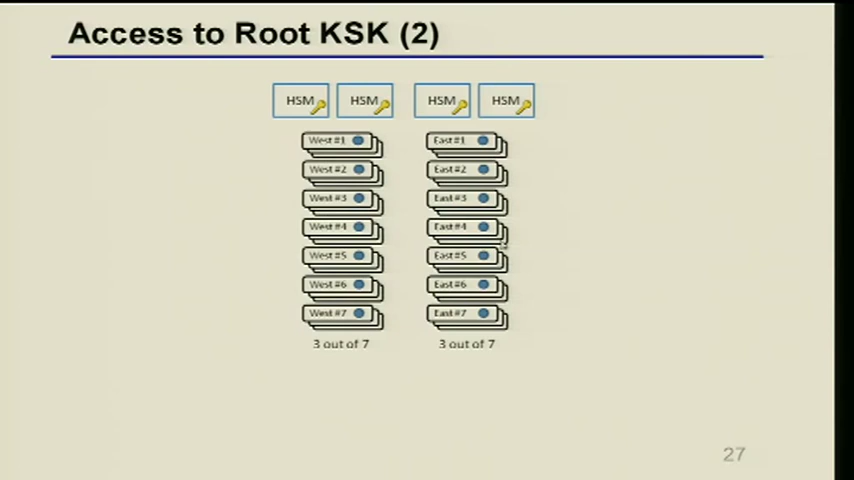 Access to Root KSK (2)
HSM HSM HSM HSM
West #1 East #1
West #2 East #2
West #3 East #3
West #4 East #4
West #5 East #5
West #6 East #6
West #7 East #7
3 out of 7 3 out of 7
27